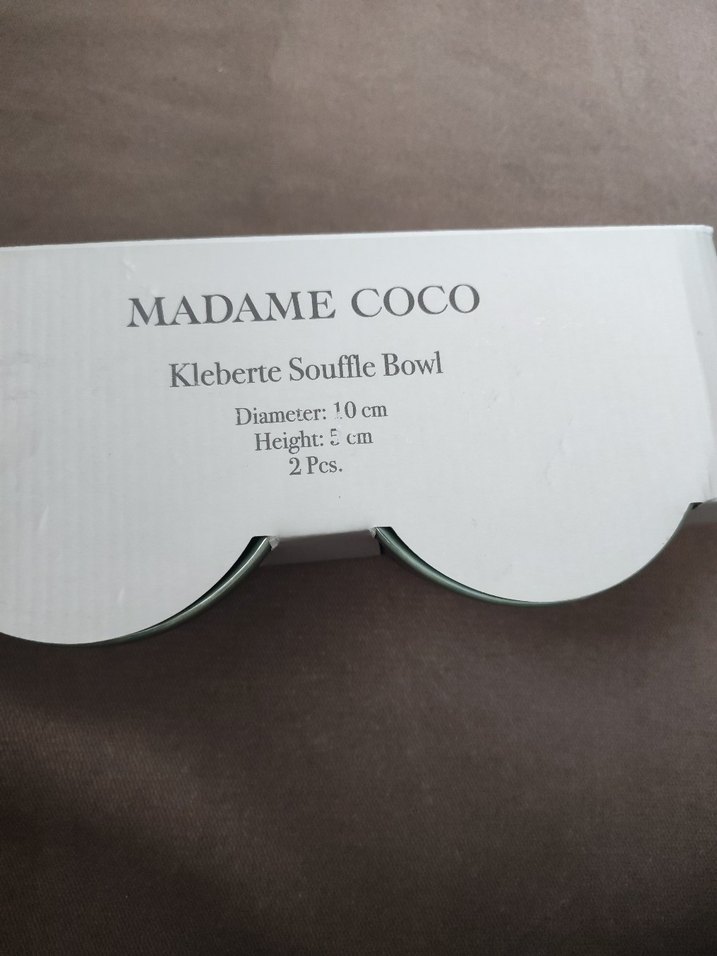 MADAME COCO
Kleberte Souffle Bowl
Diameter: 10 cm
Height: 5 cm
2 Pcs.